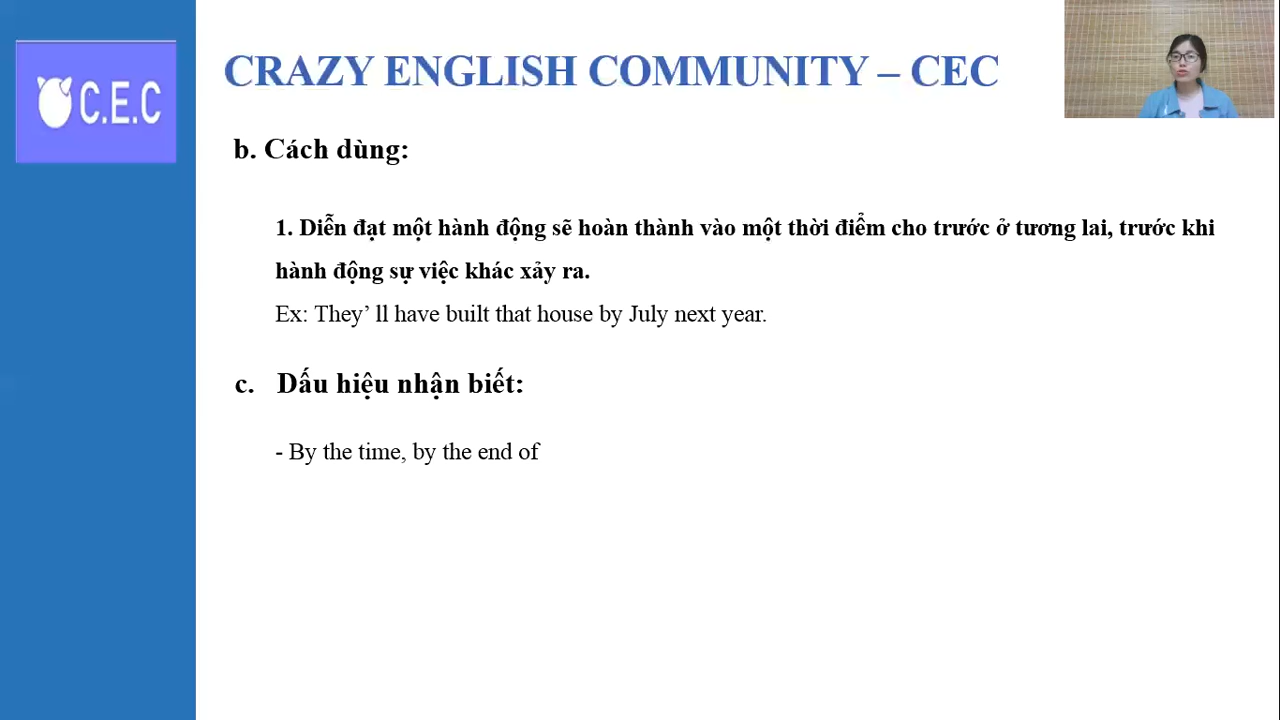 C.E.C
CRAZY ENGLISH COMMUNITY – CEC
b. Cách dùng:
1. Diễn đạt một hành động sẽ hoàn thành vào một thời điểm cho trước ở tương lai, trước khi
hành động sự việc khác xảy ra.
Ex: They’ ll have built that house by July next year.
c. Dấu hiệu nhận biết:
- By the time, by the end of